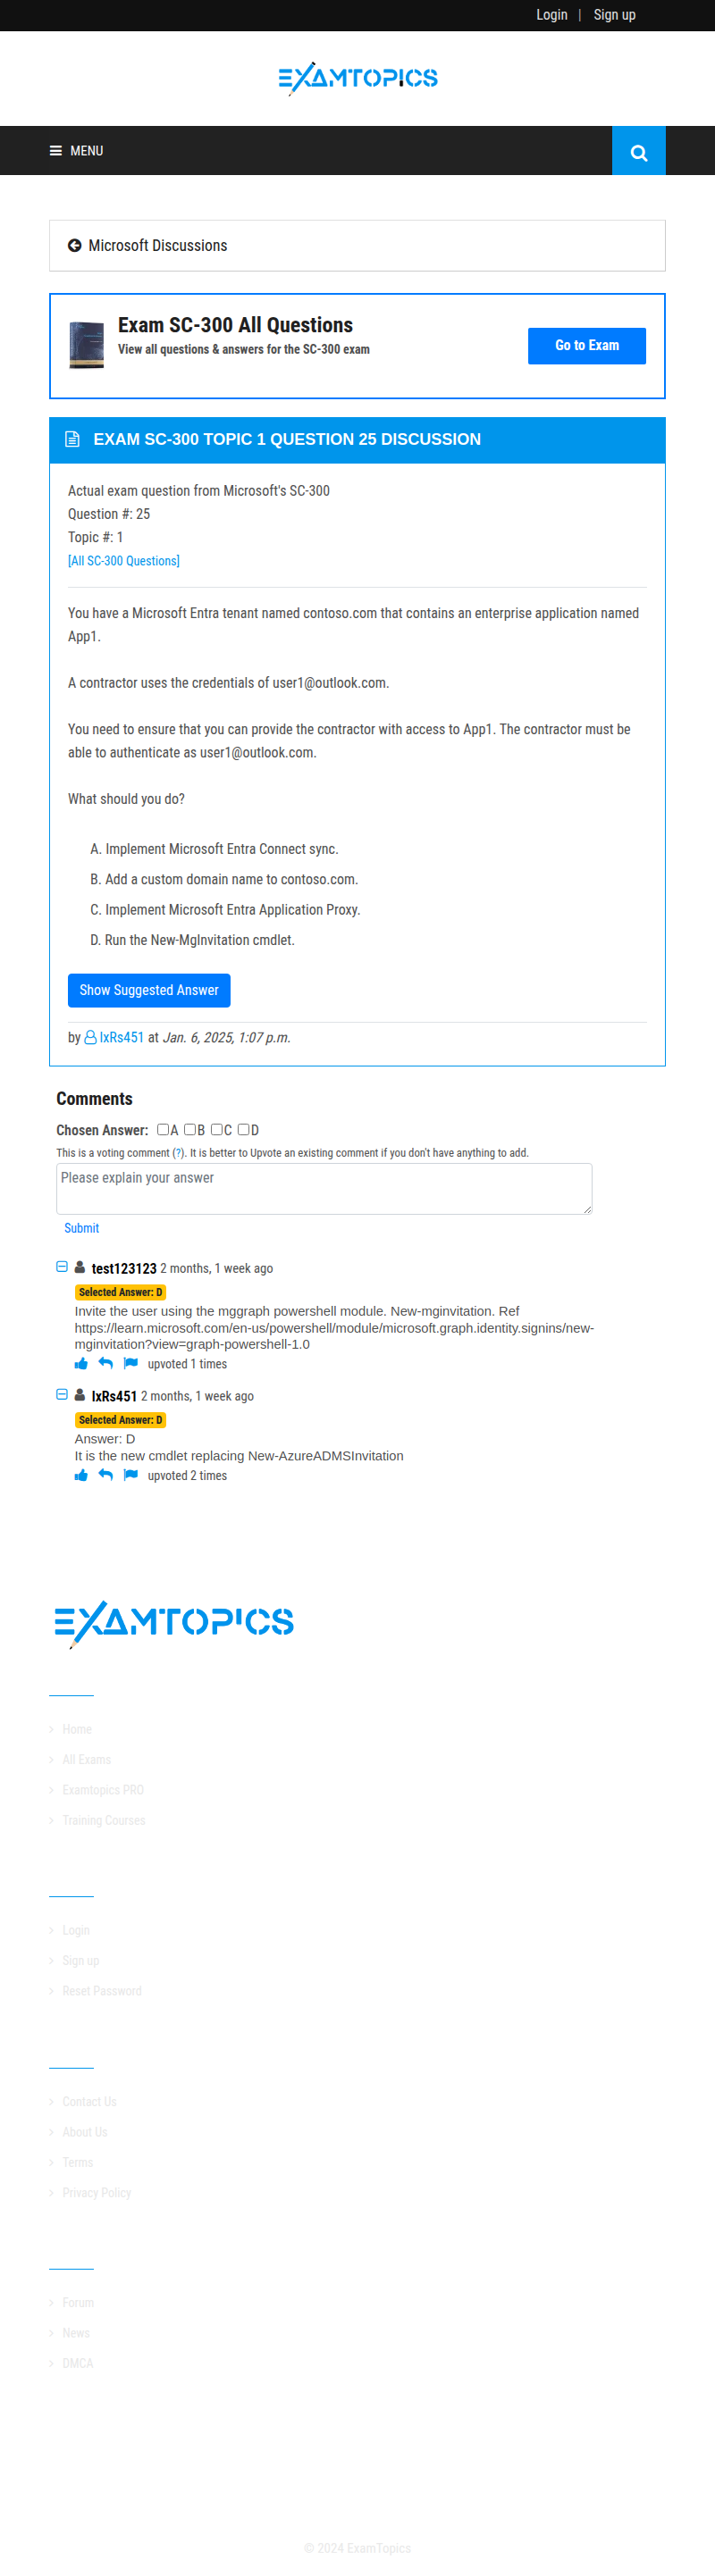 Login | Sign up
EXAMTOPICS
MENU
Microsoft Discussions
Exam SC-300 All Questions
View all questions & answers for the SC-300 exam
Go to Exam
EXAM SC-300 TOPIC 1 QUESTION 25 DISCUSSION
Actual exam question from Microsoft's SC-300
Question #: 25
Topic #: 1
[All SC-300 Questions]
You have a Microsoft Entra tenant named contoso.com that contains an enterprise application named
App1.
A contractor uses the credentials of user1@outlook.com.
You need to ensure that you can provide the contractor with access to App1. The contractor must be
able to authenticate as user1@outlook.com.
What should you do?
A. Implement Microsoft Entra Connect sync.
B. Add a custom domain name to contoso.com.
C. Implement Microsoft Entra Application Proxy.
D. Run the New-MgInvitation cmdlet.
Show Suggested Answer
by IxRs451 at Jan. 6, 2025, 1:07 p.m.
Comments
Chosen Answer: A B C D
This is a voting comment (?). It is better to Upvote an existing comment if you don't have anything to add.
Please explain your answer
Submit
test123123 2 months, 1 week ago
Selected Answer: D
Invite the user using the mggraph powershell module. New-mginvitation. Ref
https://learn.microsoft.com/en-us/powershell/module/microsoft.graph.identity.signins/new-
mginvitation?view=graph-powershell-1.0
upvoted 1 times
IxRs451 2 months, 1 week ago
Selected Answer: D
Answer: D
It is the new cmdlet replacing New-AzureADMSInvitation
upvoted 2 times
EXAMTOPICS
Home
All Exams
Examtopics PRO
Training Courses
Login
Sign up
Reset Password
Contact Us
About Us
Terms
Privacy Policy
Forum
News
DMCA
© 2024 ExamTopics